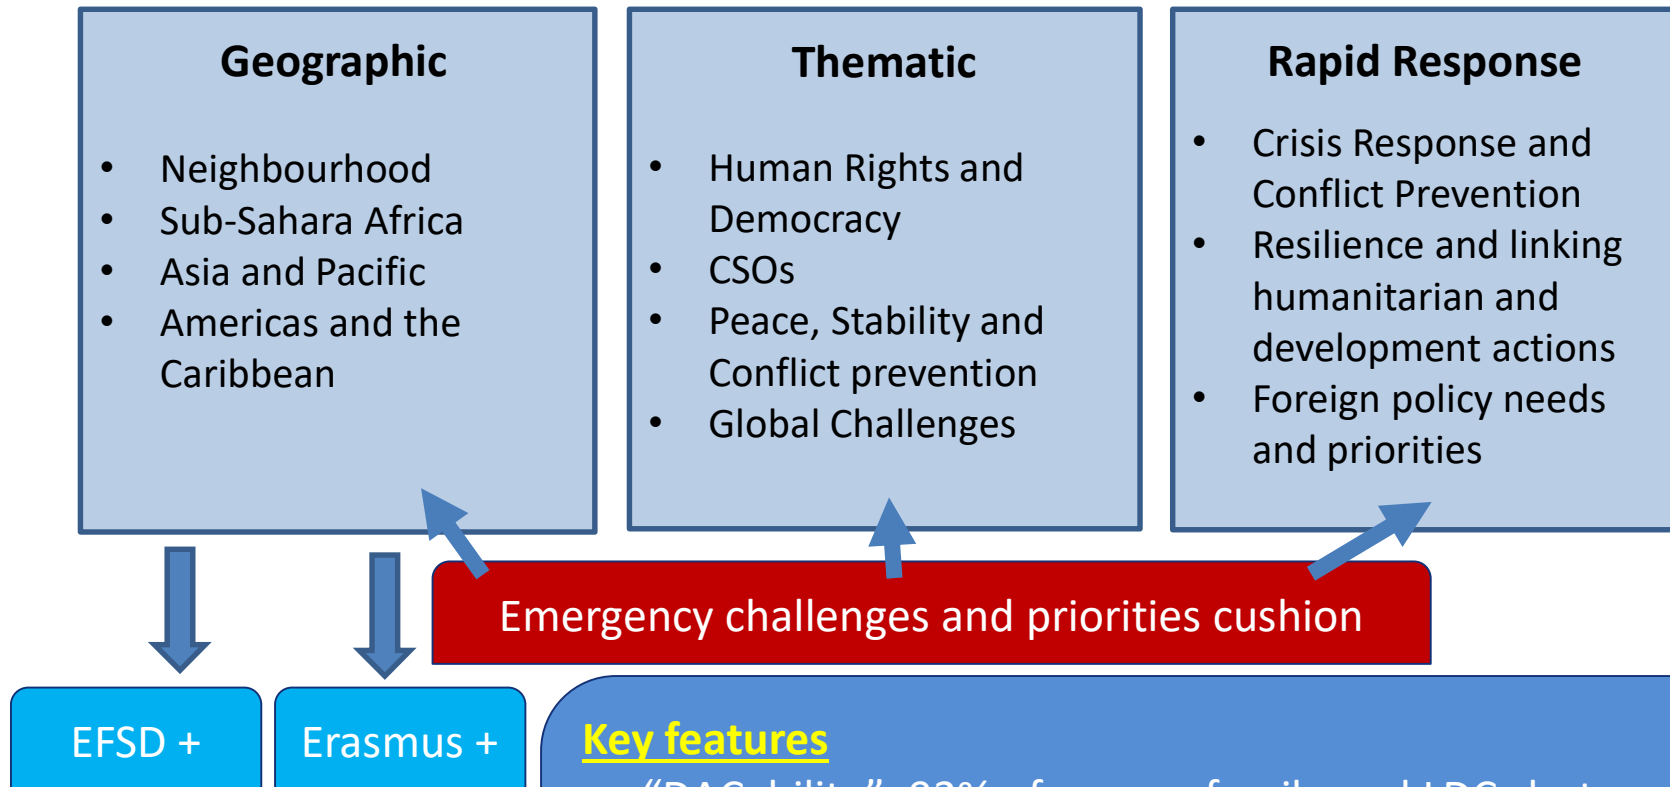 Geographic
• Neighbourhood
• Sub-Sahara Africa
• Asia and Pacific
• Americas and the
Caribbean
Thematic
• Human Rights and
Democracy
• CSOs
• Peace, Stability and
Conflict prevention
• Global Challenges
Rapid Response
• Crisis Response and
Conflict Prevention
• Resilience and linking
humanitarian and
development actions
• Foreign policy needs
and priorities
Emergency challenges and priorities cushion
EFSD +
Erasmus +
Key features